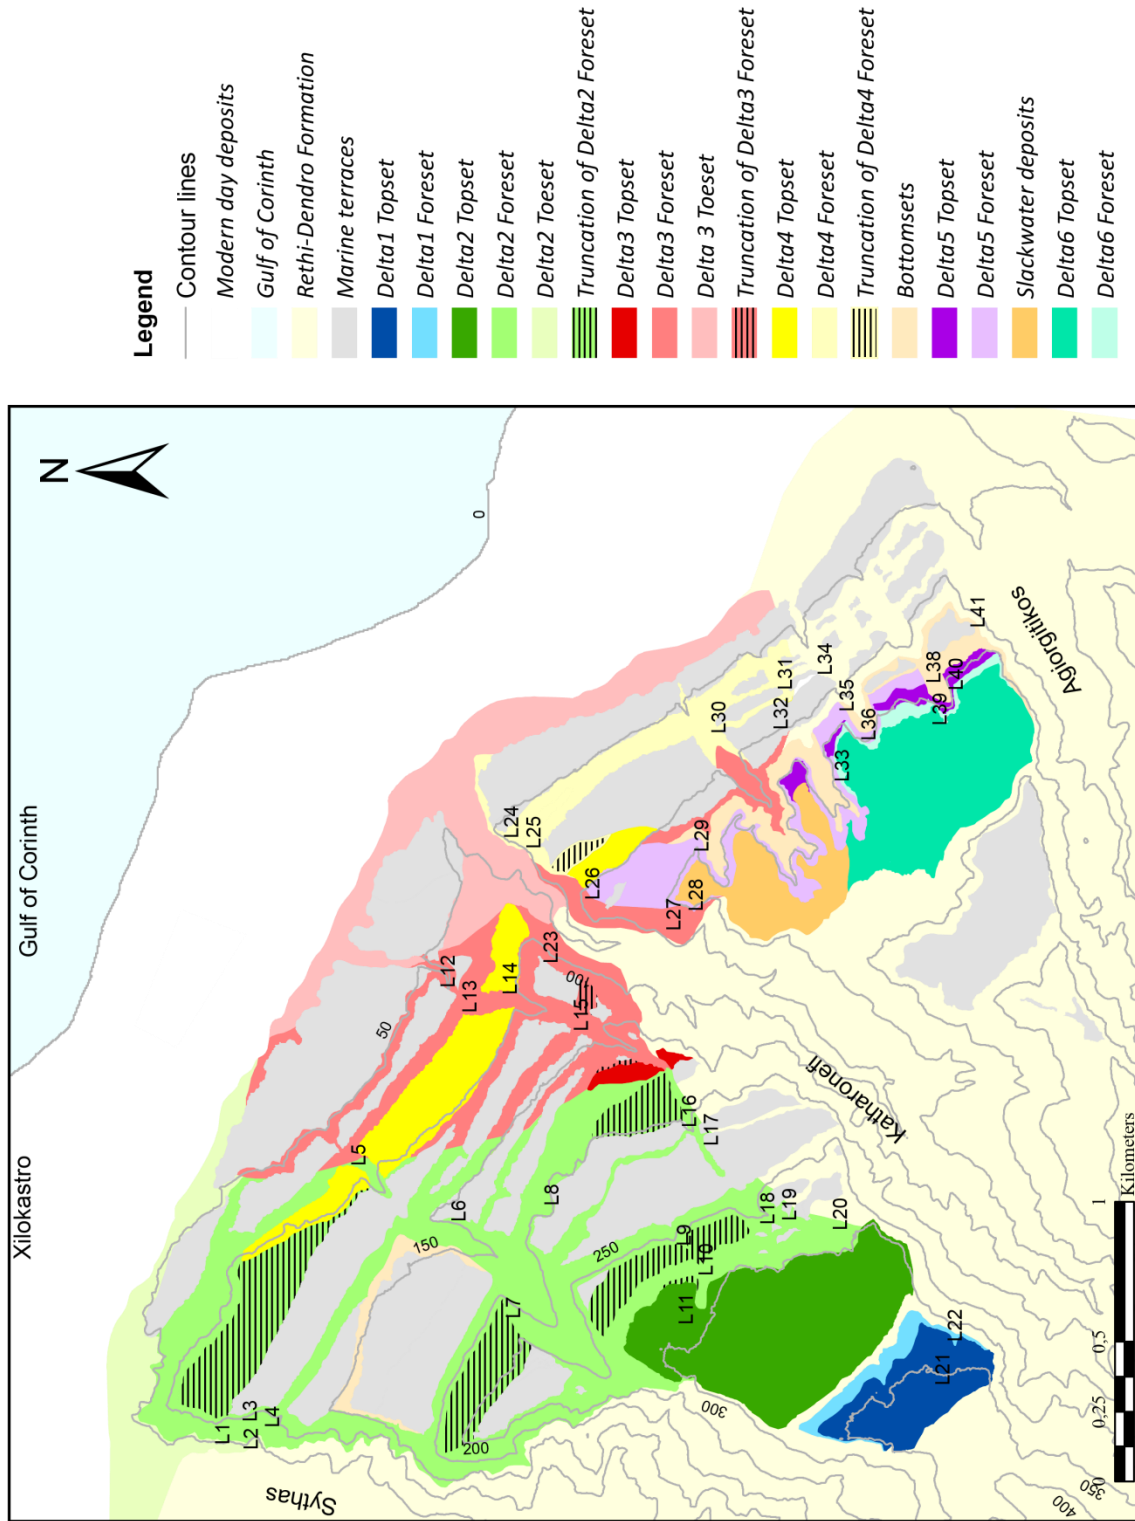 Legend
Contour lines
Modern day deposits
Gulf of Corinth
Rethi-Dendro Formation
Marine terraces
Delta1 Topset
Delta1 Foreset
Delta2 Topset
Delta2 Foreset
Delta2 Toeset
Truncation of Delta2 Foreset
Delta3 Topset
Delta3 Foreset
Delta 3 Toeset
Truncation of Delta3 Foreset
Delta4 Topset
Delta4 Foreset
Truncation of Delta4 Foreset
Bottomsets
Delta5 Topset
Delta5 Foreset
Slackwater deposits
Delta6 Topset
Delta6 Foreset
Xilokastro
Gulf of Corinth
N
0
50
100
150
200
250
300
350
400
Sythas
Katharonefi
Agiorgitikos
L1
L2
L3
L4
L5
L6
L7
L8
L9
L10
L11
L12
L13
L14
L15
L16
L17
L18
L19
L20
L21
L22
L23
L24
L25
L26
L27
L28
L29
L30
L31
L32
L33
L34
L35
L36
L38
L39
L40
L41
0 0,25 0,5 1
Kilometers